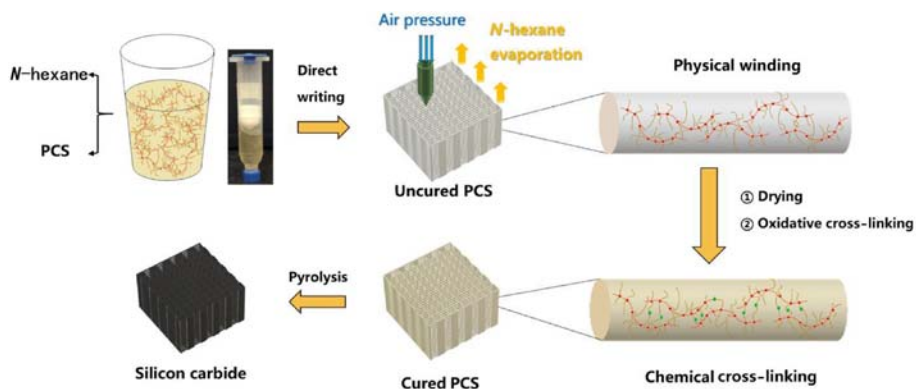 N-hexane
PCS
Direct
writing
Air pressure
N-hexane
evaporation
Uncured PCS
Physical winding
① Drying
② Oxidative cross-linking
Chemical cross-linking
Cured PCS
Pyrolysis
Silicon carbide